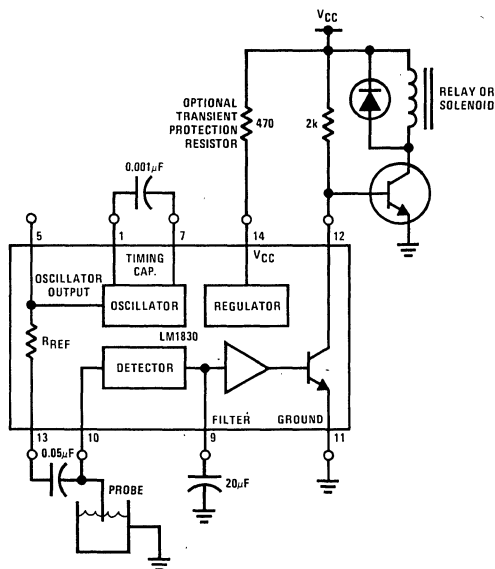 VCC
OPTIONAL
TRANSIENT
PROTECTION
RESISTOR
470
2k
RELAY OR
SOLENOID
0.001µF
5
1
7
14
12
TIMING
CAP.
VCC
OSCILLATOR
OUTPUT
OSCILLATOR
REGULATOR
RREF
LM1830
DETECTOR
FILTER
GROUND
13
10
9
11
0.05µF
PROBE
20µF